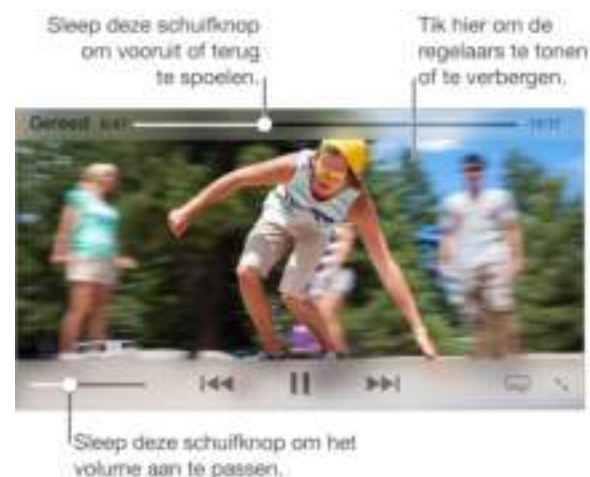 Sleep deze schuifknop
om vooruit of terug
te spoelen.
Tik hier om de
regelaars te tonen
of te verbergen.
Gereed
Sleep deze schuifknop om het
volume aan te passen.